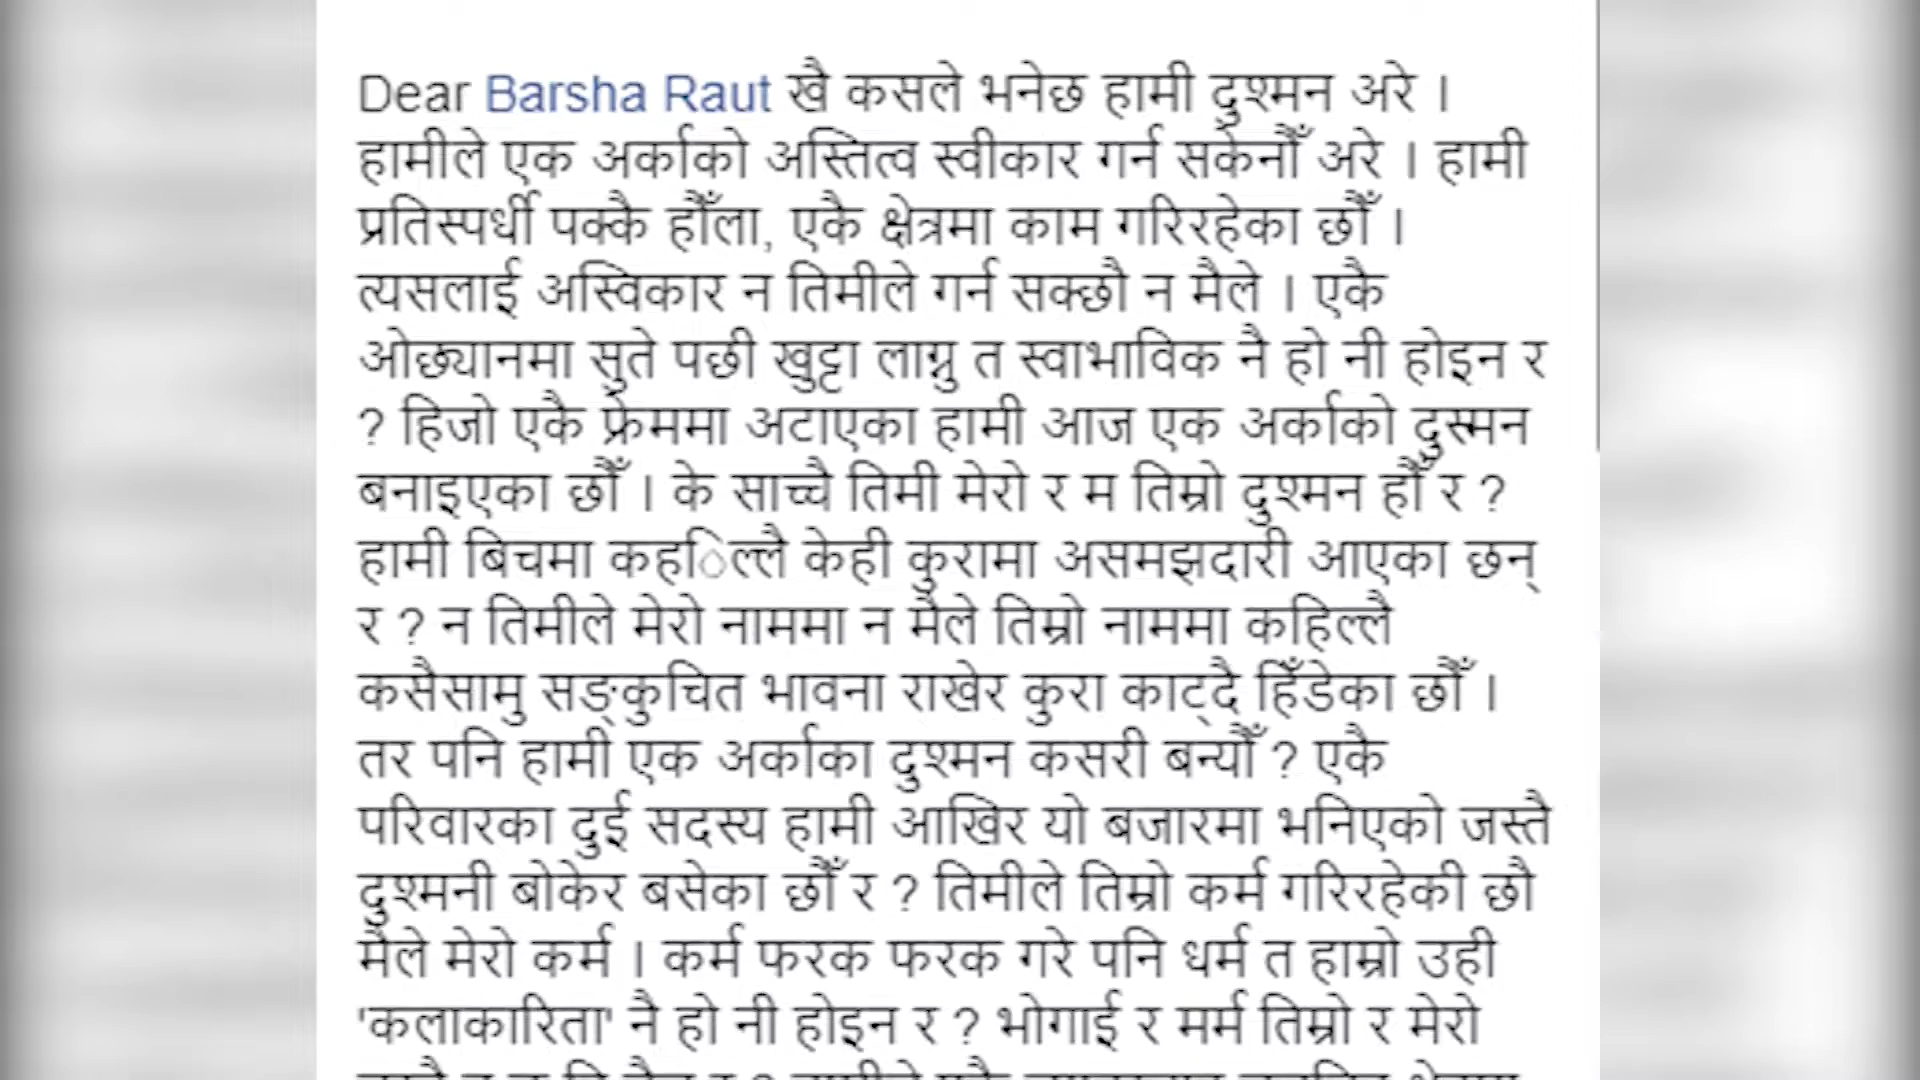 Dear Barsha Raut खै कसले भनेछ हामी दुश्मन अरे ।
हामीले एक अर्काको अस्तित्व स्वीकार गर्न सकेनौँ अरे । हामी
प्रतिस्पर्धी पक्कै हौँला, एकै क्षेत्रमा काम गरिरहेका छौँ ।
त्यसलाई अस्विकार न तिमीले गर्न सक्छौ न मैले । एकै
ओछ्यानमा सुते पछी खुट्टा लाग्नु त स्वाभाविक नै हो नी होइन र
? हिजो एकै फ्रेममा अटाएका हामी आज एक अर्काको दुस्मन
बनाइएका छौँ । के साच्चै तिमी मेरो र म तिम्रो दुश्मन हौँ र ?
हामी बिचमा कहिल्लै केही कुरामा असमझदारी आएका छन्
र ? न तिमीले मेरो नाममा न मैले तिम्रो नाममा कहिल्लै
कसैसामु सङ्कुचित भावना राखेर कुरा काट्दै हिँडेका छौँ ।
तर पनि हामी एक अर्काका दुश्मन कसरी बन्यौँ ? एकै
परिवारका दुई सदस्य हामी आखिर यो बजारमा भनिएको जस्तै
दुश्मनी बोकेर बसेका छौँ र ? तिमीले तिम्रो कर्म गरिरहेकी छौ
मैले मेरो कर्म । कर्म फरक फरक गरे पनि धर्म त हाम्रो उही
'कलाकारिता' नै हो नी होइन र ? भोगाई र मर्म तिम्रो र मेरो